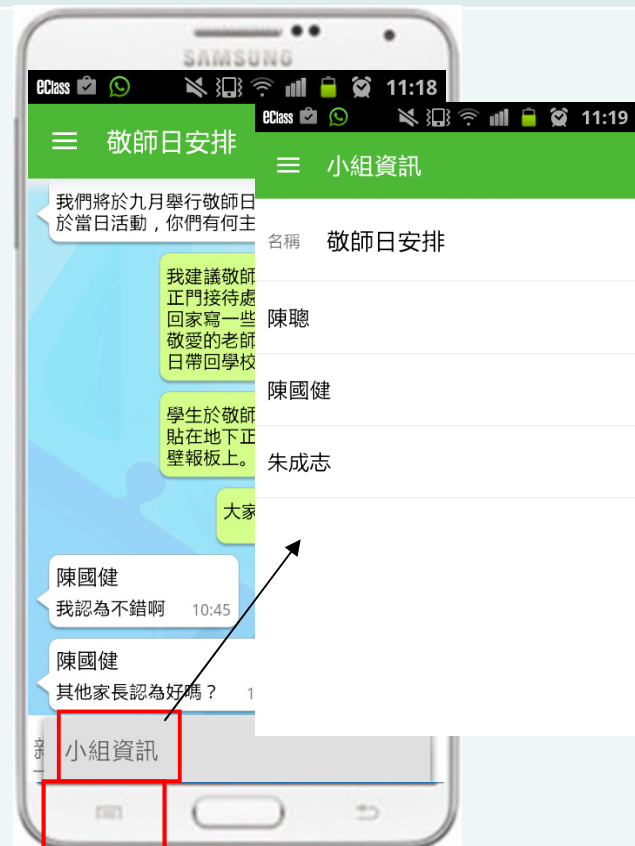 SAMSUNG
eClass 11:18
敬師日安排
我們將於九月舉行敬師日
於當日活動，你們有何主
我建議敬師
正門接待處
回家寫一些
敬愛的老師
日帶回學校
學生於敬師
貼在地下正
壁報板上。
大家
陳國健
我認為不錯啊 10:45
陳國健
其他家長認為好嗎？ 1
小組資訊
eClass 11:19
小組資訊
名稱 敬師日安排
陳聰
陳國健
朱成志